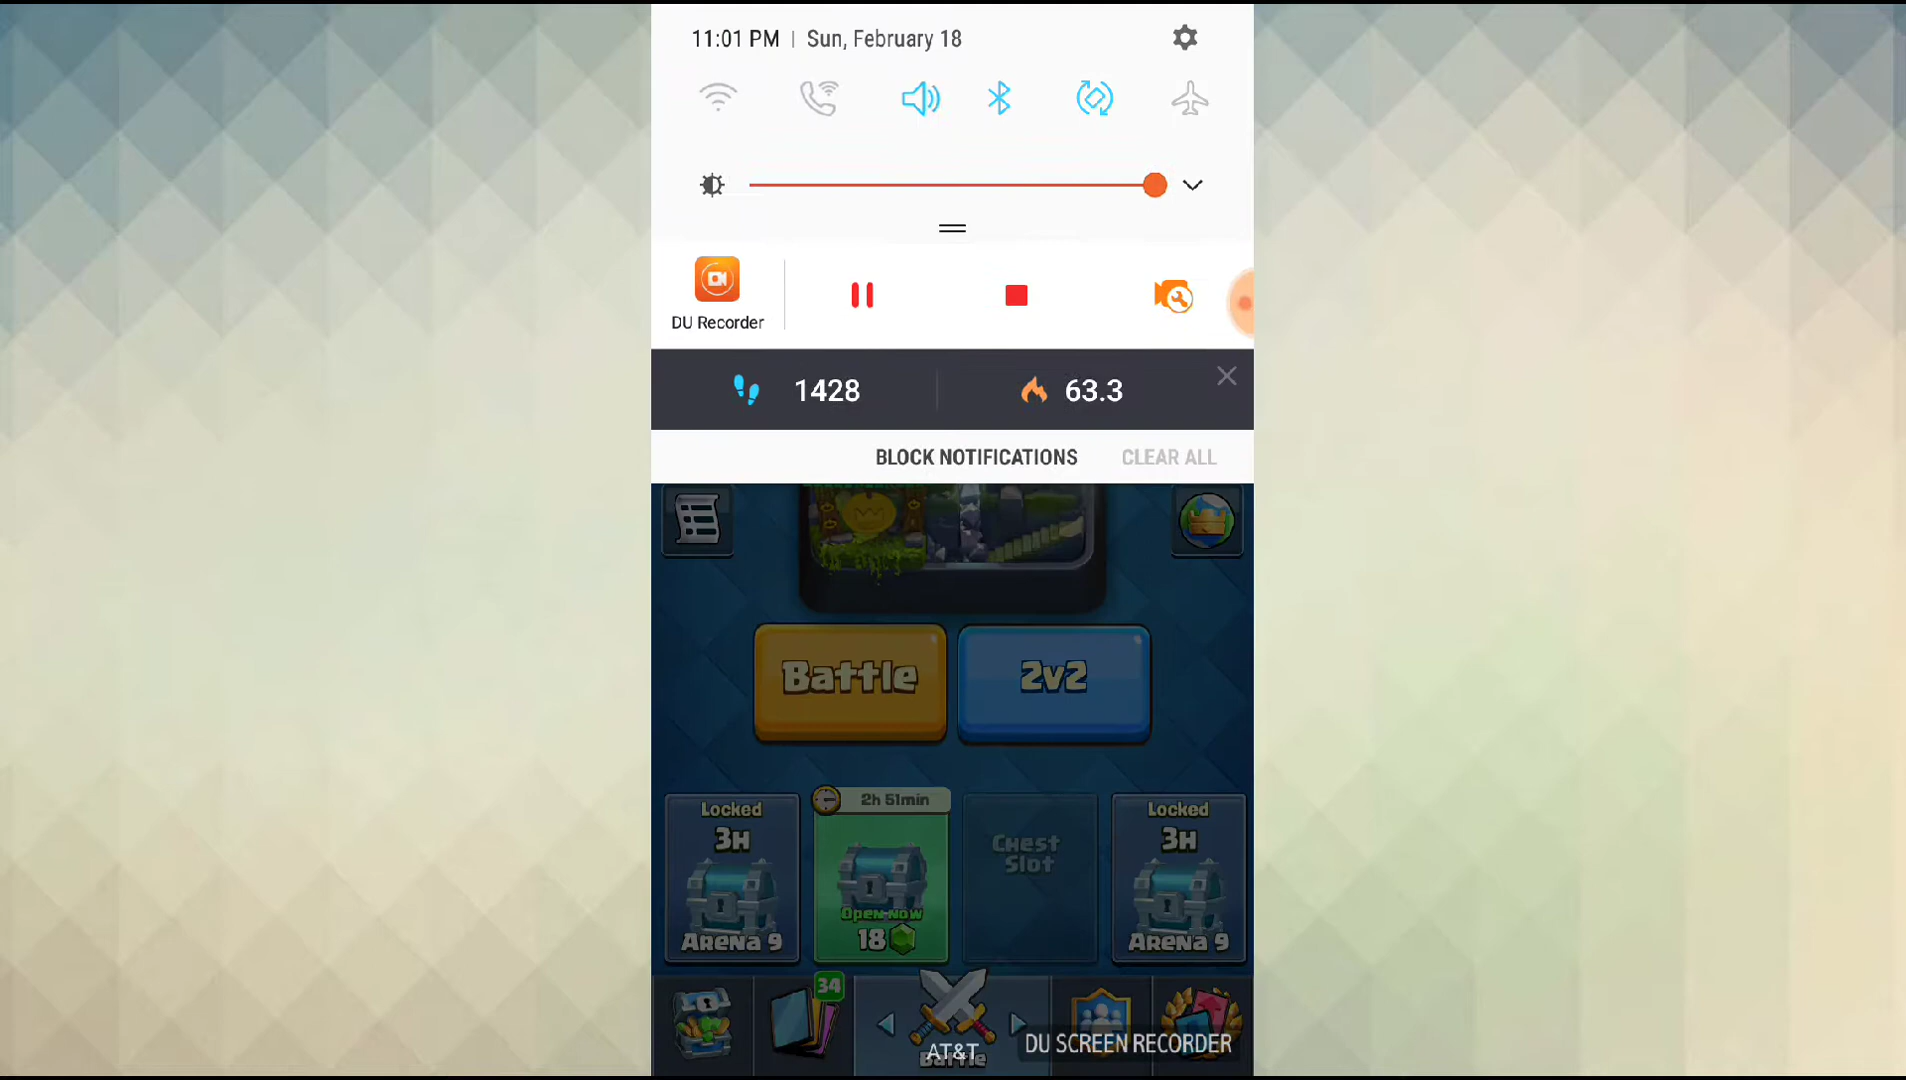 11:01 PM | Sun, February 18
DU Recorder
1428
63.3
BLOCK NOTIFICATIONS
CLEAR ALL
Battle
2v2
Locked
3H
Arena 9
2h 51min
Open now
18
Chest
Slot
Locked
3H
Arena 9
34
AT&T
Battle
DU SCREEN RECORDER